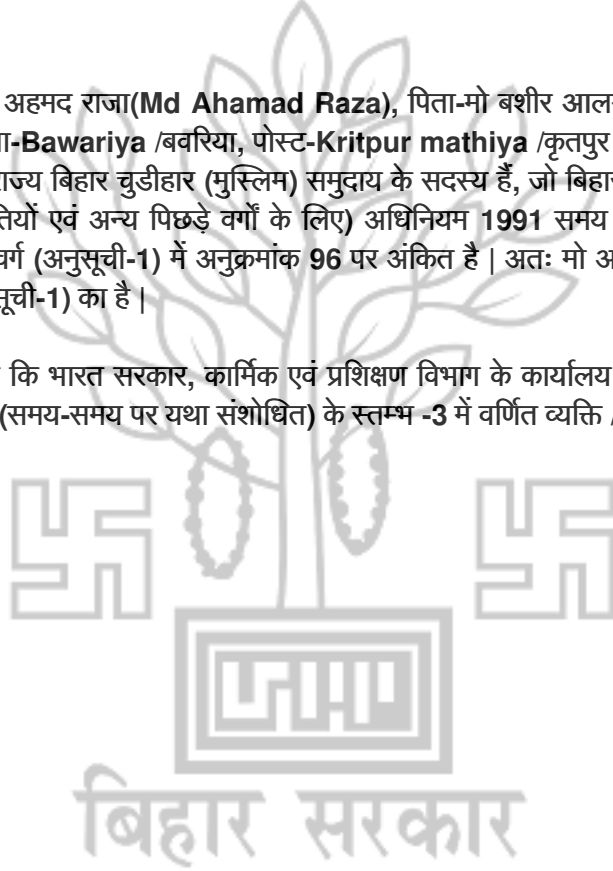 अहमद राजा(Md Ahamad Raza), पिता-मो बशीर आल
-Bawariya /बवरिया, पोस्ट-Kritpur mathiya /कृतपुर
राज्य बिहार चुडीहार (मुस्लिम) समुदाय के सदस्य हैं, जो बिहार
एवं अन्य पिछड़े वर्गों के लिए) अधिनियम 1991 समय
वर्ग (अनुसूची-1) में अनुक्रमांक 96 पर अंकित है | अतः मो अ
सूची-1) का है |
कि भारत सरकार, कार्मिक एवं प्रशिक्षण विभाग के कार्यालय
(समय-समय पर यथा संशोधित) के स्तम्भ -3 में वर्णित व्यक्ति /
बिहार सरकार